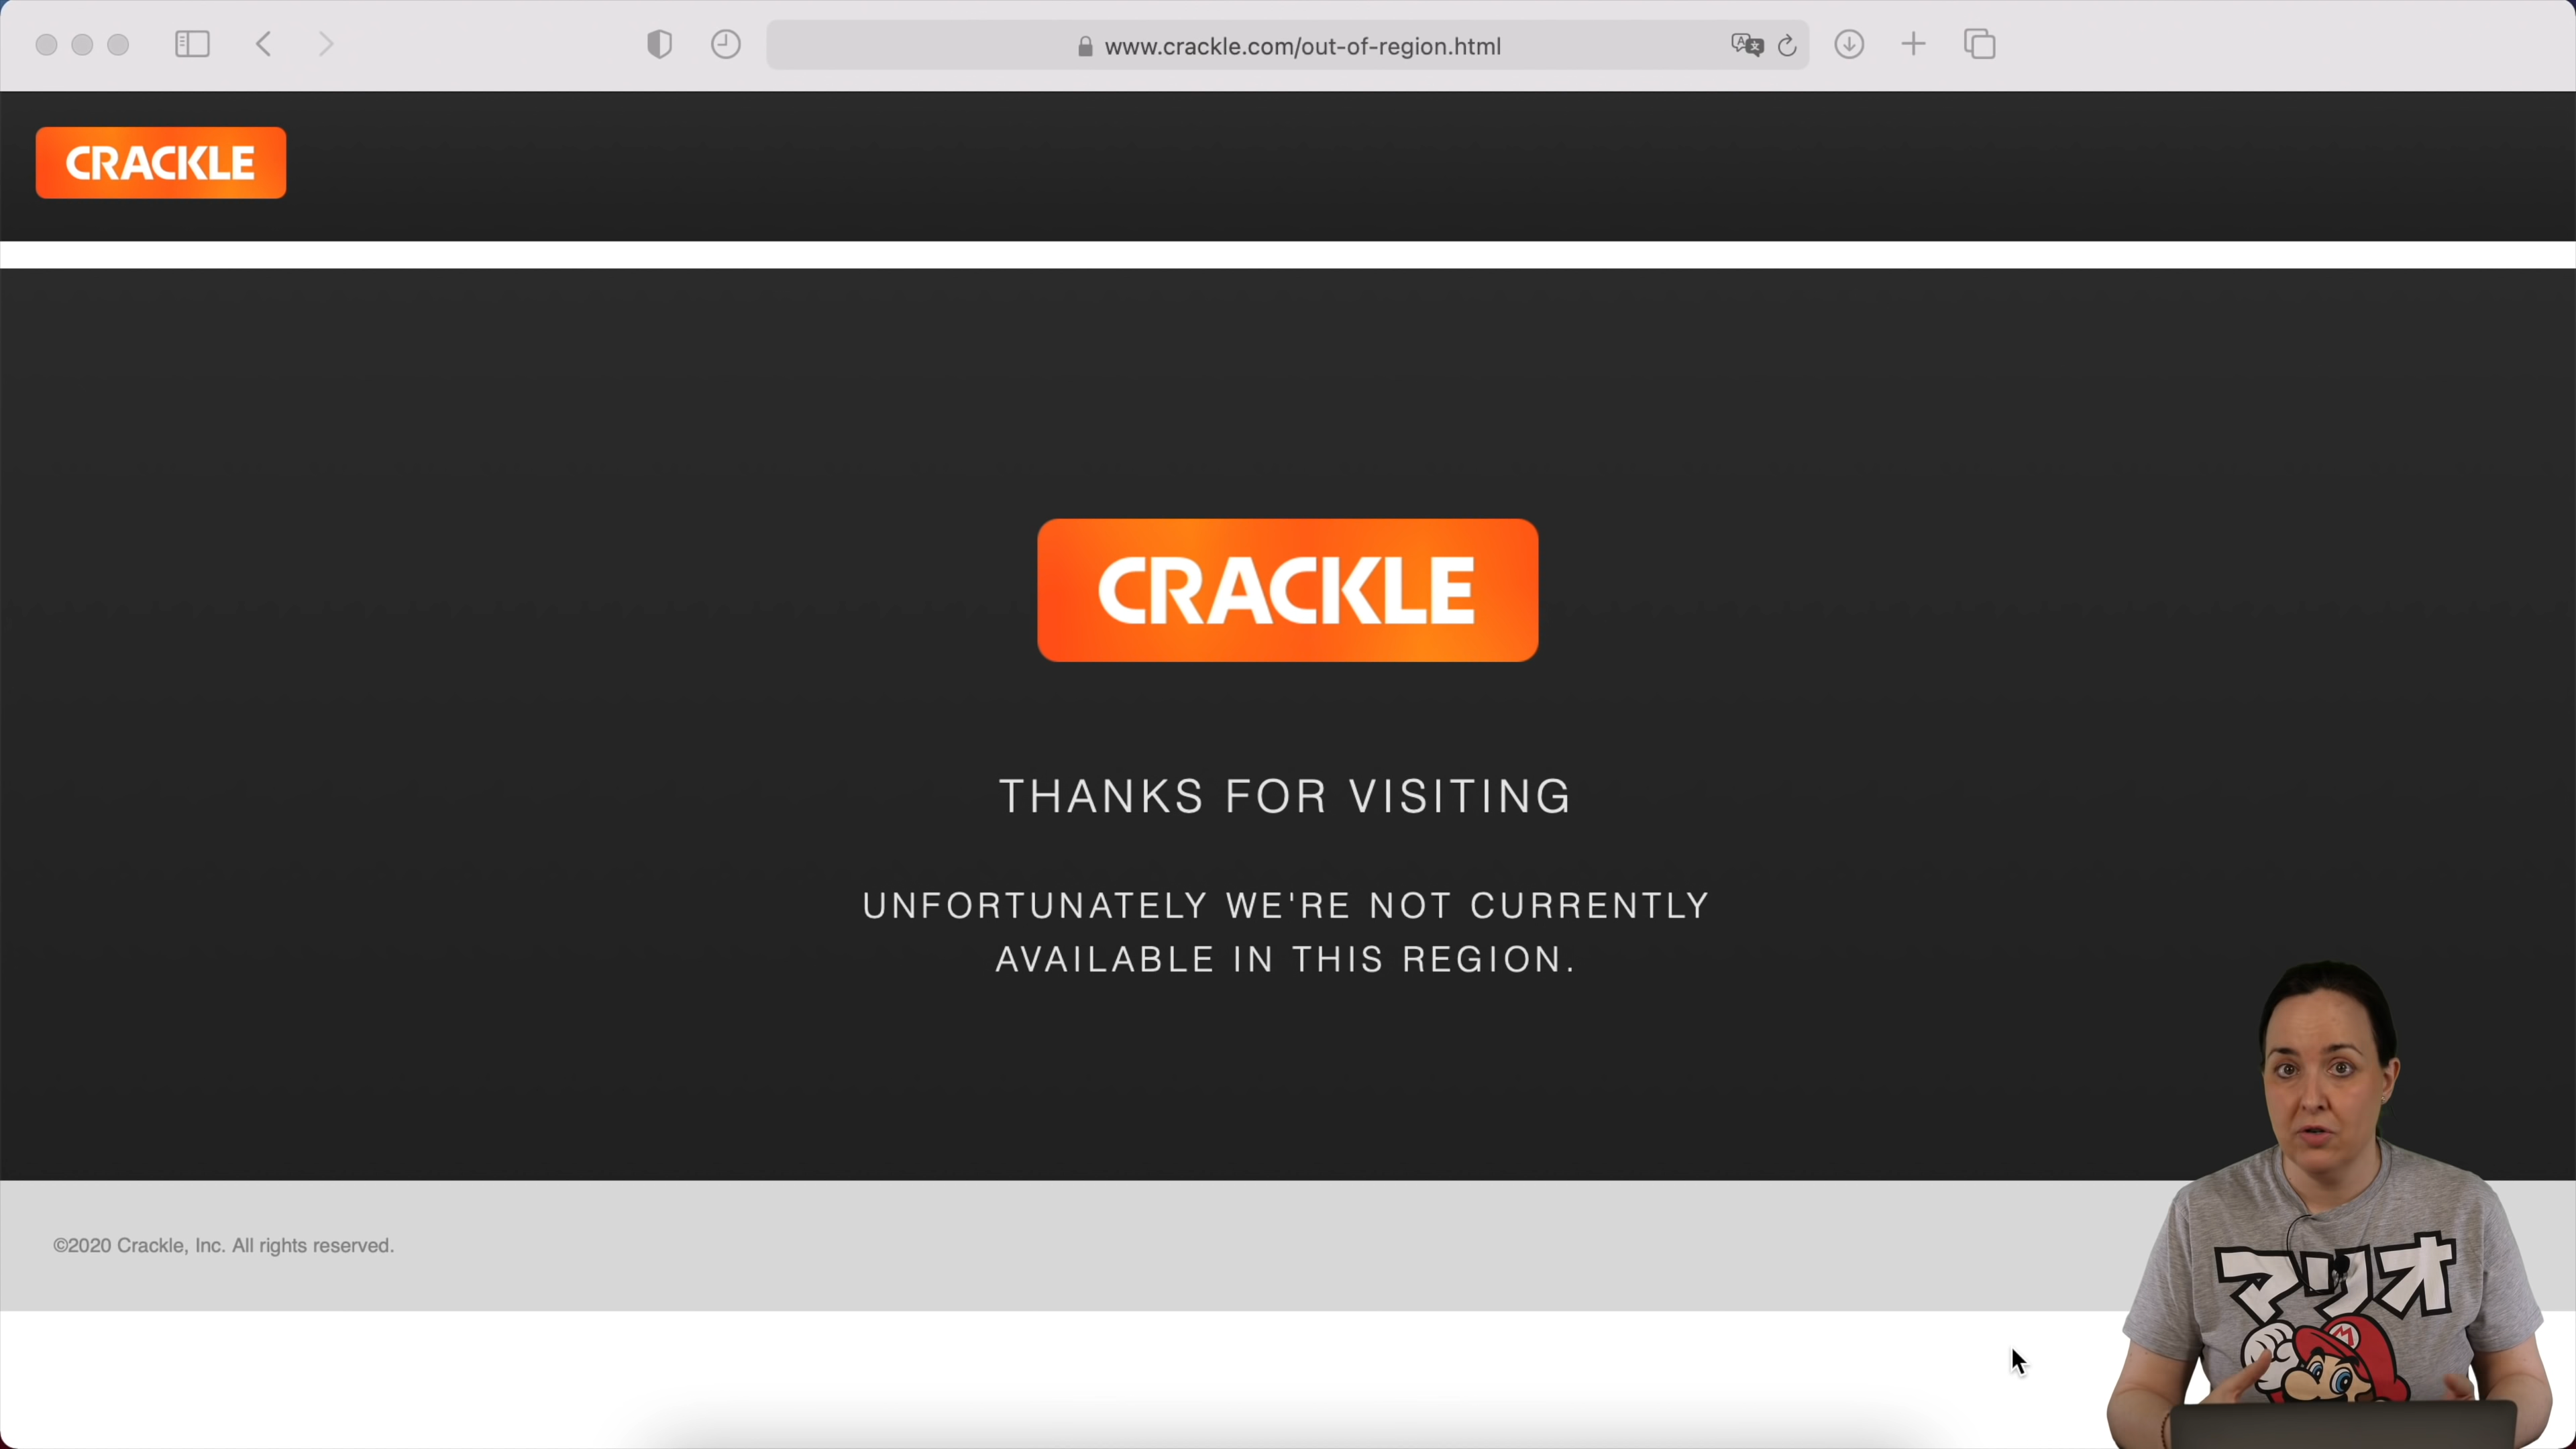 www.crackle.com/out-of-region.html
CRACKLE
CRACKLE
THANKS FOR VISITING
UNFORTUNATELY WE'RE NOT CURRENTLY
AVAILABLE IN THIS REGION.
©2020 Crackle, Inc. All rights reserved.
マリオ
M